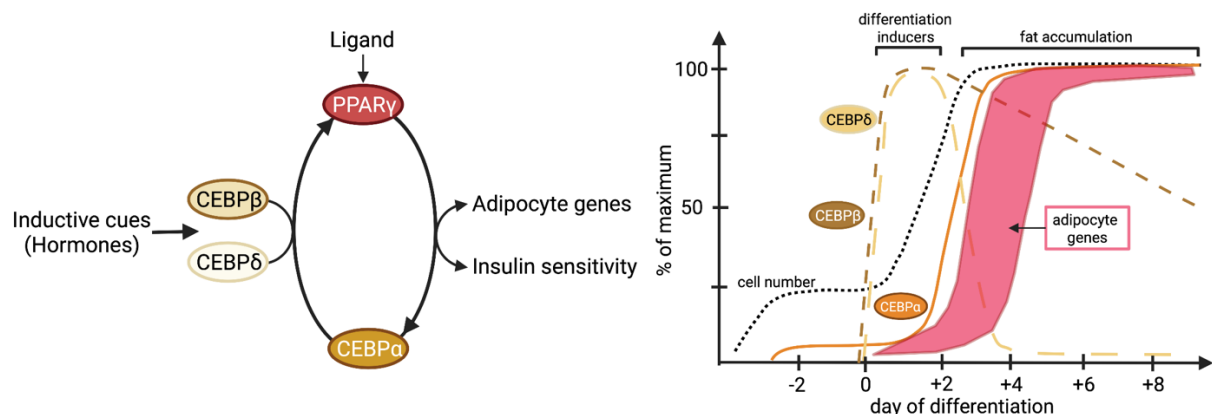 Ligand
PPARγ
CEBPβ
Inductive cues
(Hormones)
CEBPδ
Adipocyte genes
Insulin sensitivity
CEBPα
differentiation
inducers
fat accumulation
100
CEBPδ
% of maximum
50
CEBPβ
adipocyte
genes
cell number
CEBPα
-2
0
+2
+4
+6
+8
day of differentiation